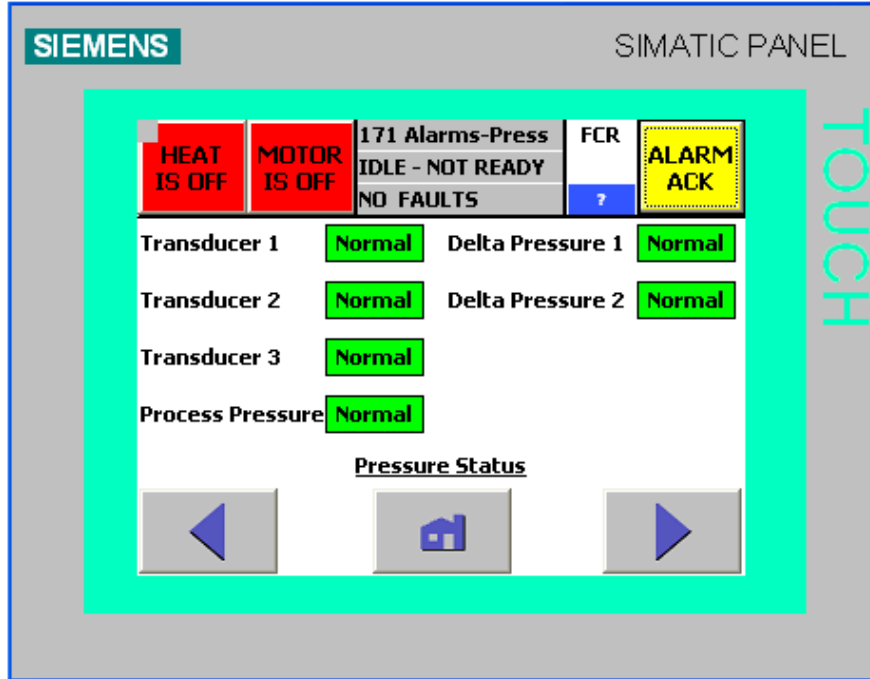 SIEMENS
SIMATIC PANEL
TOUCH
HEAT
IS OFF
MOTOR
IS OFF
171 Alarms-Press
IDLE - NOT READY
NO FAULTS
FCR
?
ALARM
ACK
Transducer 1 Normal Delta Pressure 1 Normal
Transducer 2 Normal Delta Pressure 2 Normal
Transducer 3 Normal
Process Pressure Normal
Pressure Status